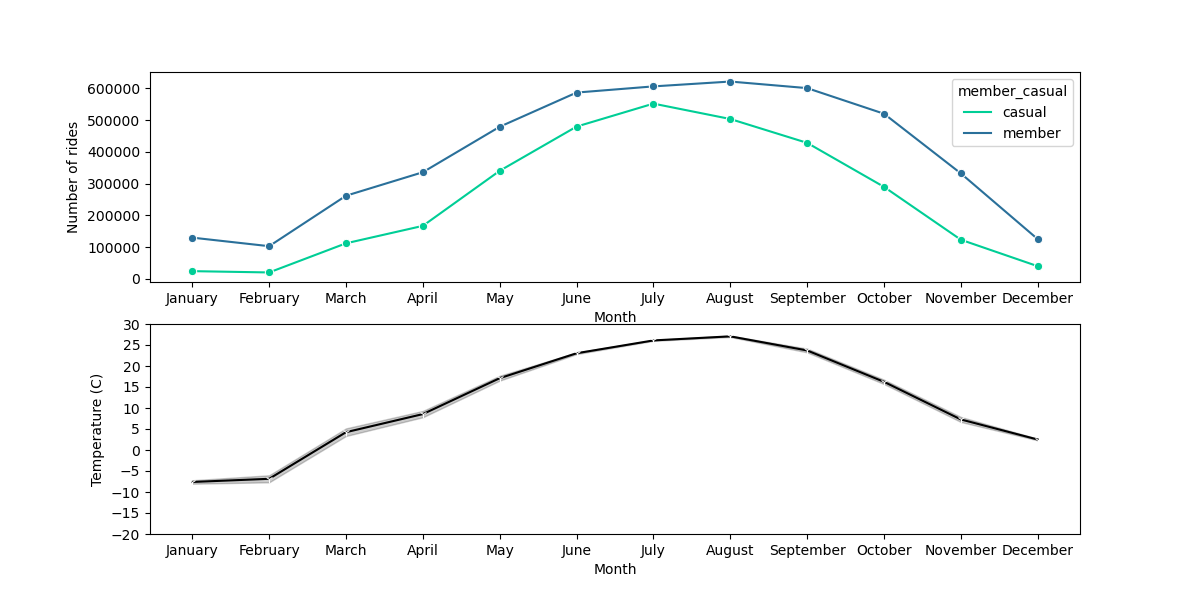 600000
500000
400000
300000
200000
100000
0
Number of rides
member_casual
casual
member
January February March April May June July August September October November December
Month
30
25
20
15
10
5
0
−5
−10
−15
−20
Temperature (C)
January February March April May June July August September October November December
Month